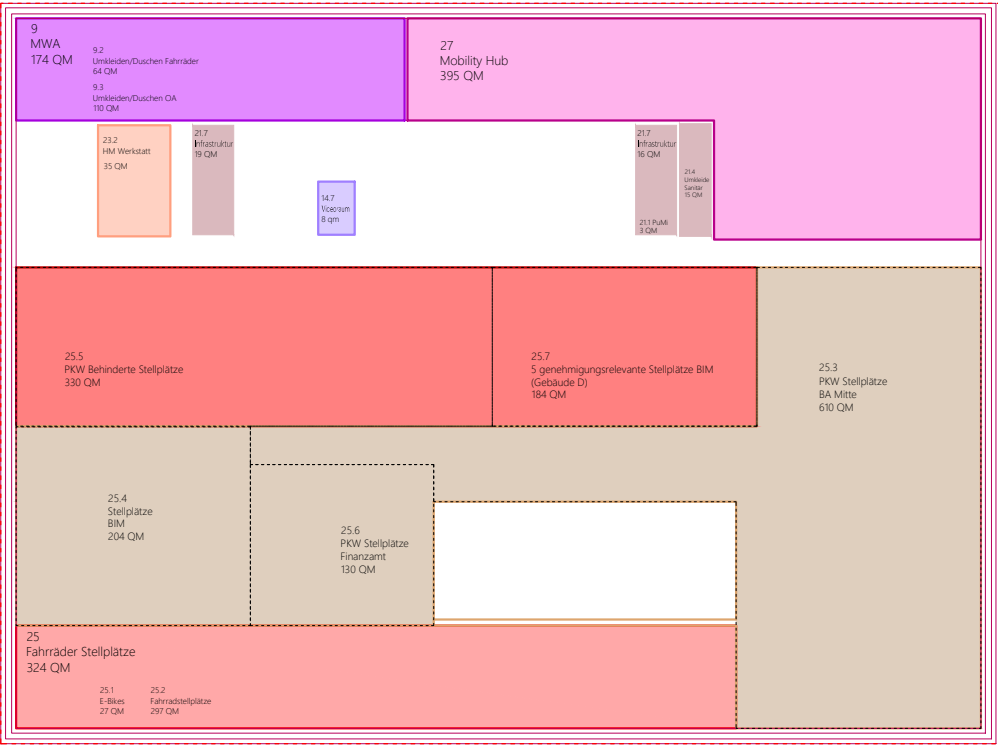 9
MWA
174 QM
9.2
Umkleiden/Duschen Fahrräder
64 QM
9.3
Umkleiden/Duschen OA
110 QM
27
Mobility Hub
395 QM
23.2
HM Werkstatt
35 QM
21.7
Infrastruktur
19 QM
14.7
8 qm
21.7
Infrastruktur
16 QM
21.1 PuMi
3 QM
21.4
Umkleide
Sanitär
15 QM
25.5
PKW Behinderte Stellplätze
330 QM
25.7
5 genehmigungsrelevante Stellplätze BIM
(Gebäude D)
184 QM
25.3
PKW Stellplätze
BA Mitte
610 QM
25.4
Stellplätze
BIM
204 QM
25.6
PKW Stellplätze
Finanzamt
130 QM
25
Fahrräder Stellplätze
324 QM
25.1
E-Bikes
27 QM
25.2
Fahrradstellplätze
297 QM